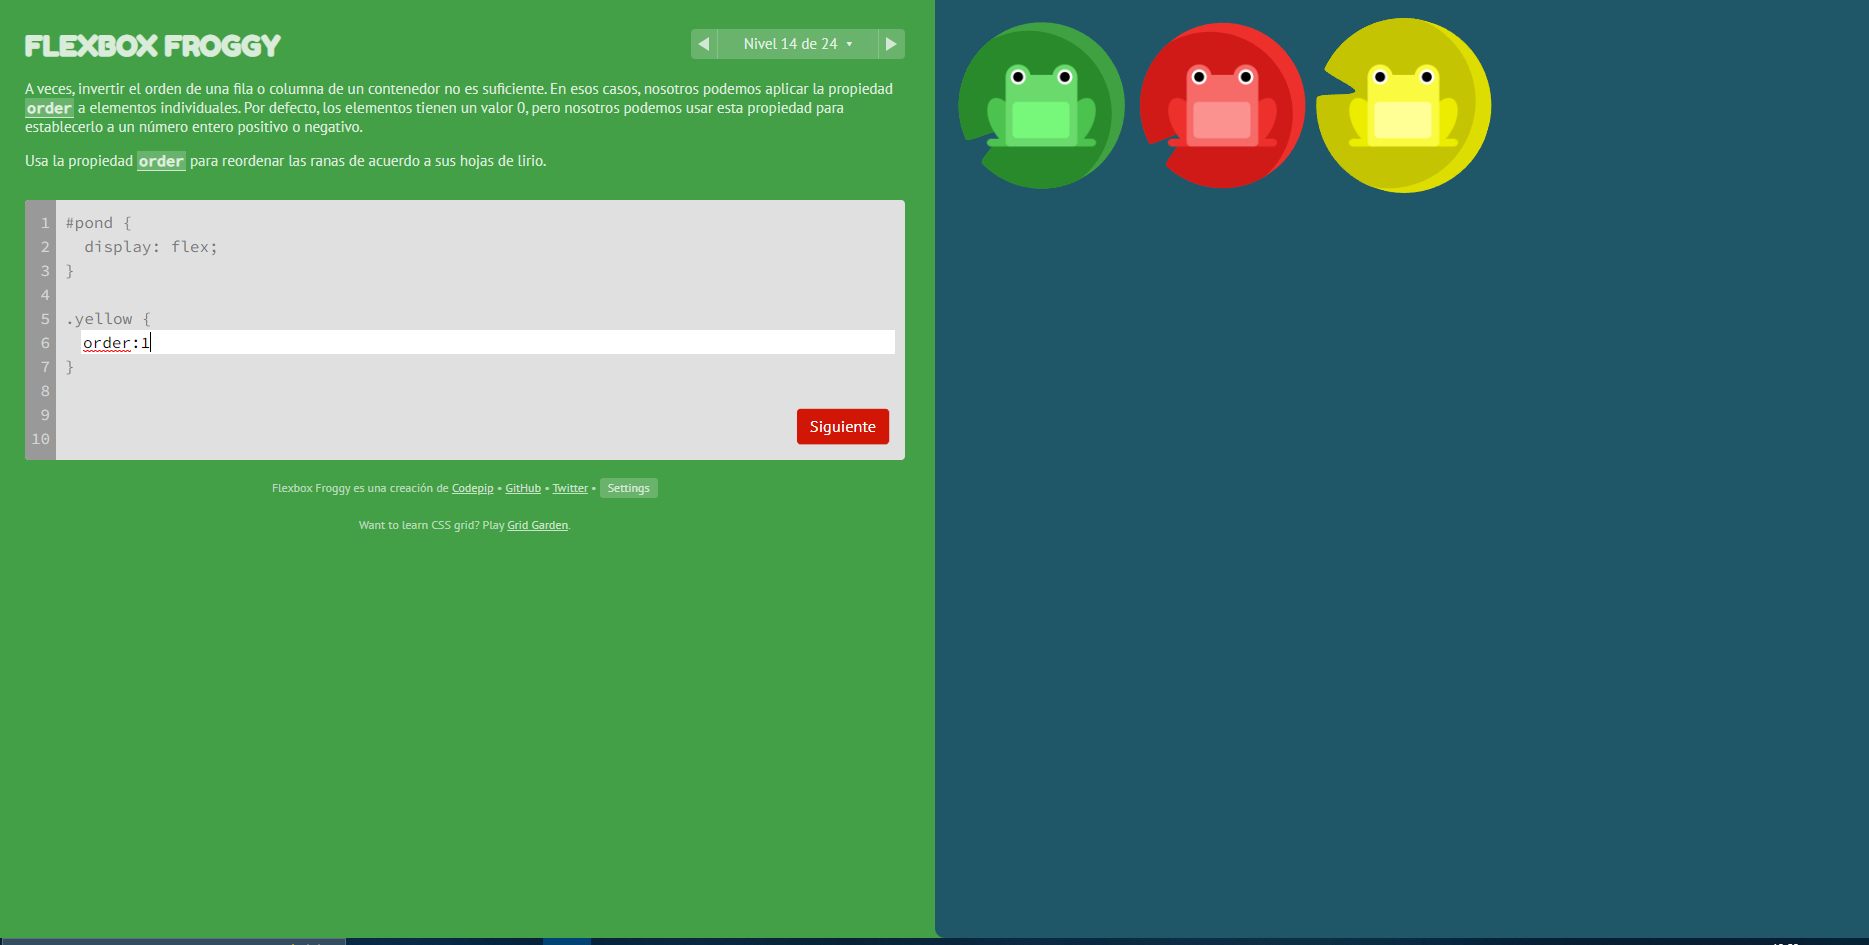 FLEXBOX FROGGY
Nivel 14 de 24
A veces, invertir el orden de una fila o columna de un contenedor no es suficiente. En esos casos, nosotros podemos aplicar la propiedad
order a elementos individuales. Por defecto, los elementos tienen un valor 0, pero nosotros podemos usar esta propiedad para
establecerlo a un número entero positivo o negativo.
Usa la propiedad order para reordenar las ranas de acuerdo a sus hojas de lirio.
1 #pond {
2 display: flex;
3 }
4
5 .yellow {
6 order:1
7 }
8
9
10
Siguiente
Flexbox Froggy es una creación de Codepip • GitHub • Twitter • Settings
Want to learn CSS grid? Play Grid Garden.